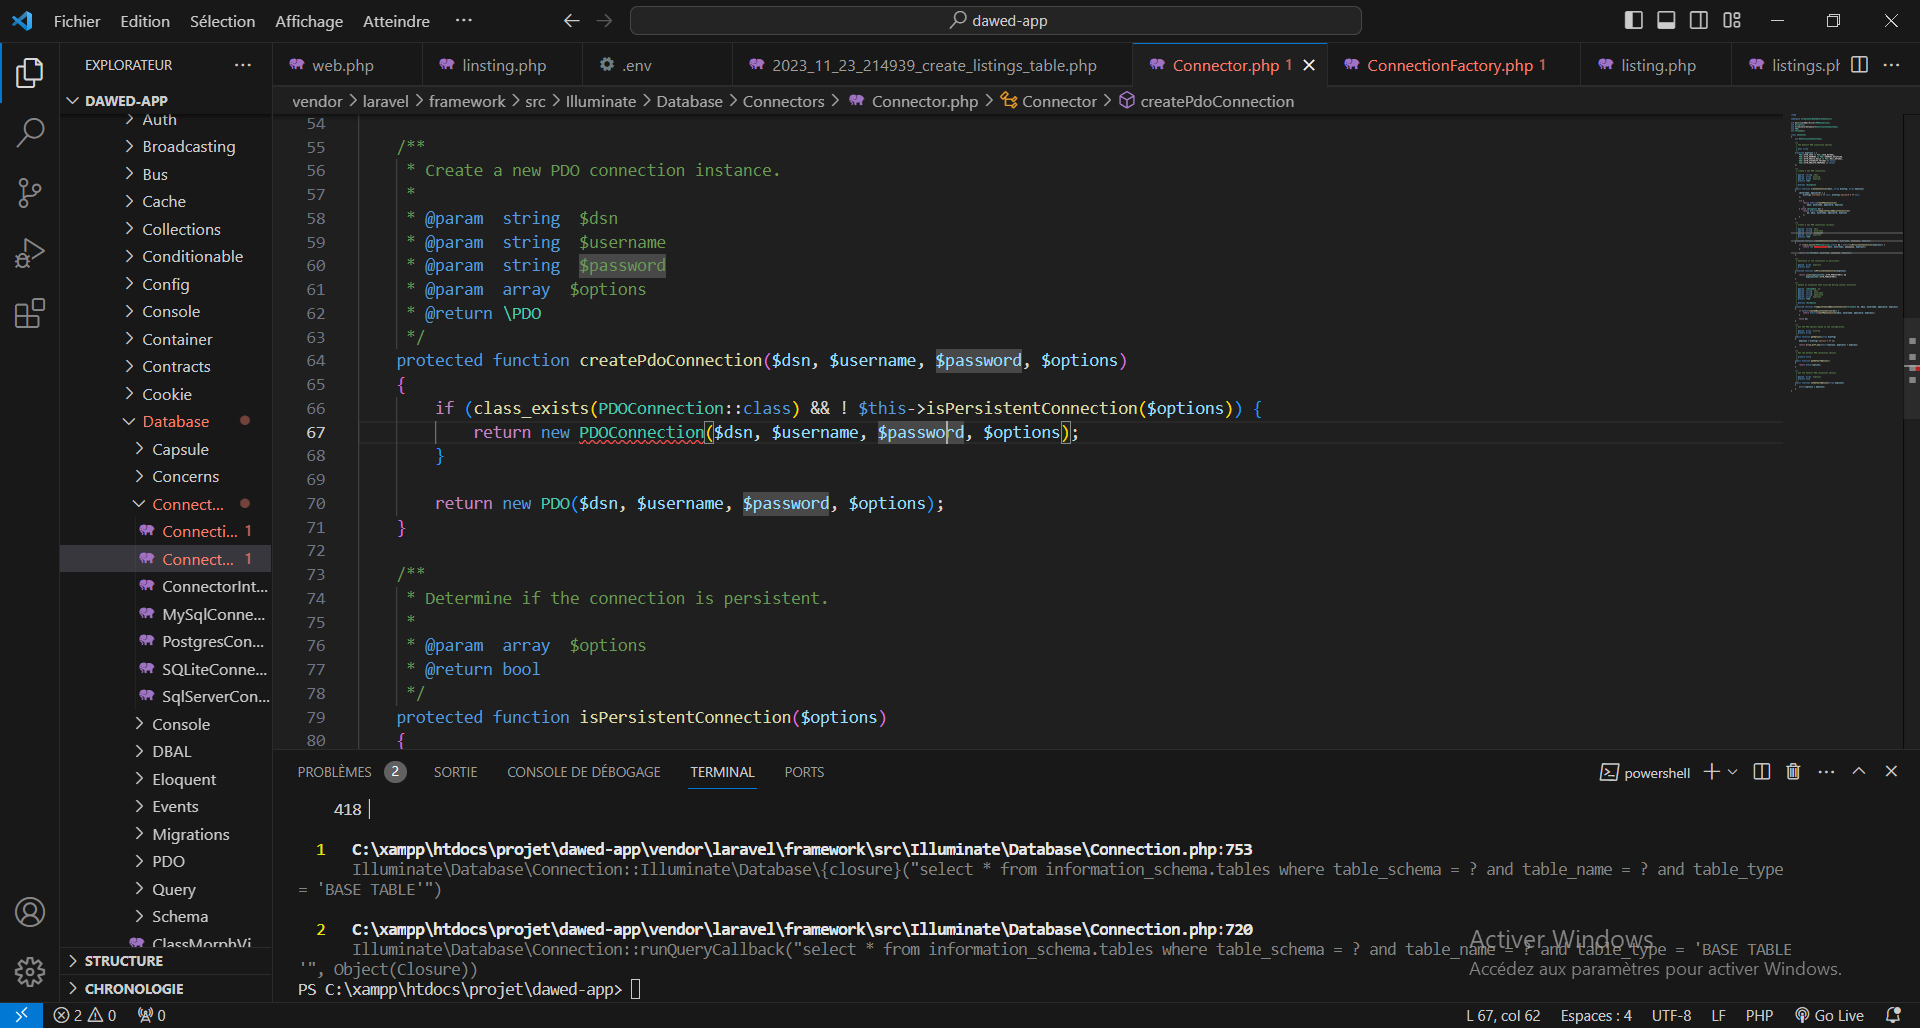 Fichier Edition Sélection Affichage Atteindre ··· dawed-app
EXPLORATEUR ···
web.php linsting.php .env 2023_11_23_214939_create_listings_table.php Connector.php 1 ConnectionFactory.php 1 listing.php listings.ph ···
DAWED-APP
vendor > laravel > framework > src > Illuminate > Database > Connectors > Connector.php > Connector > createPdoConnection
Auth
Broadcasting
Bus
Cache
Collections
Conditionable
Config
Console
Container
Contracts
Cookie
Database
Capsule
Concerns
Connect...
Connecti... 1
Connect... 1
ConnectorInt...
MySqlConne...
PostgresCon...
SQLiteConne...
SqlServerCon...
Console
DBAL
Eloquent
Events
Migrations
PDO
Query
Schema
ClassMorphVi
STRUCTURE
CHRONOLOGIE
54
55 /**
56 * Create a new PDO connection instance.
57 *
58 * @param string $dsn
59 * @param string $username
60 * @param string $password
61 * @param array $options
62 * @return \PDO
63 */
64 protected function createPdoConnection($dsn, $username, $password, $options)
65 {
66 if (class_exists(PDOConnection::class) && ! $this->isPersistentConnection($options)) {
67 return new PDOConnection($dsn, $username, $password, $options);
68 }
69
70 return new PDO($dsn, $username, $password, $options);
71 }
72
73 /**
74 * Determine if the connection is persistent.
75 *
76 * @param array $options
77 * @return bool
78 */
79 protected function isPersistentConnection($options)
80 {
PROBLÈMES 2 SORTIE CONSOLE DE DÉBOGAGE TERMINAL PORTS powershell ···
418 |
1 C:\xampp\htdocs\projet\dawed-app\vendor\laravel\framework\src\Illuminate\Database\Connection.php:753
Illuminate\Database\Connection::Illuminate\Database\{closure}("select * from information_schema.tables where table_schema = ? and table_name = ? and table_type
= 'BASE TABLE'")
2 C:\xampp\htdocs\projet\dawed-app\vendor\laravel\framework\src\Illuminate\Database\Connection.php:720
Illuminate\Database\Connection::runQueryCallback("select * from information_schema.tables where table_schema = ? and table_name = ? and table_type = 'BASE TABLE
'", Object(Closure))
PS C:\xampp\htdocs\projet\dawed-app>
Activer Windows
Accédez aux paramètres pour activer Windows.
2 0 0 L 67, col 62 Espaces : 4 UTF-8 LF PHP Go Live